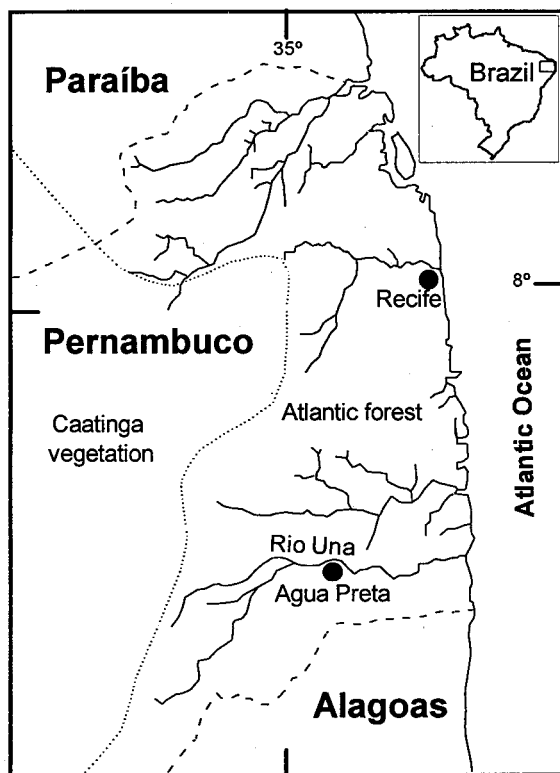 35º
Paraíba
Brazil
8º
Recife
Pernambuco
Atlantic forest
Caatinga
vegetation
Atlantic Ocean
Rio Una
Agua Preta
Alagoas